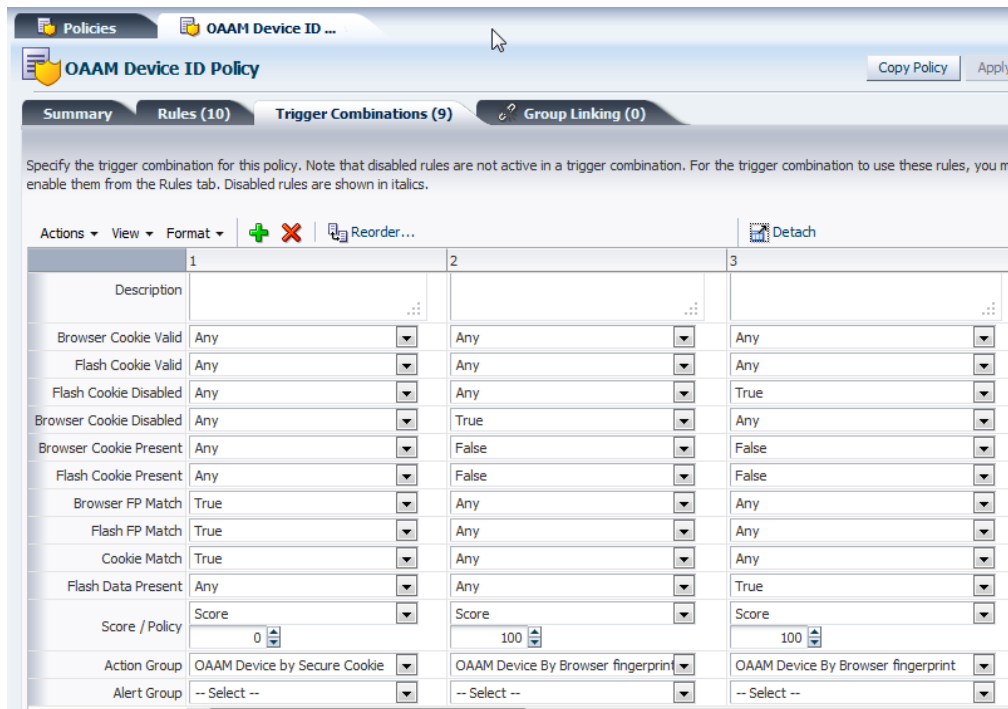 Policies OAAM Device ID ...
OAAM Device ID Policy Copy Policy Apply
Summary Rules (10) Trigger Combinations (9) Group Linking (0)
Specify the trigger combination for this policy. Note that disabled rules are not active in a trigger combination. For the trigger combination to use these rules, you m
enable them from the Rules tab. Disabled rules are shown in italics.
Actions View Format Reorder... Detach
1 2 3
Description
Browser Cookie Valid Any Any Any
Flash Cookie Valid Any Any Any
Flash Cookie Disabled Any Any True
Browser Cookie Disabled Any True Any
Browser Cookie Present Any False False
Flash Cookie Present Any False False
Browser FP Match True Any Any
Flash FP Match True Any Any
Cookie Match True Any Any
Flash Data Present Any Any True
Score / Policy Score Score Score
0 100 100
Action Group OAAM Device by Secure Cookie OAAM Device By Browser fingerprint OAAM Device By Browser fingerprint
Alert Group -- Select -- -- Select -- -- Select --